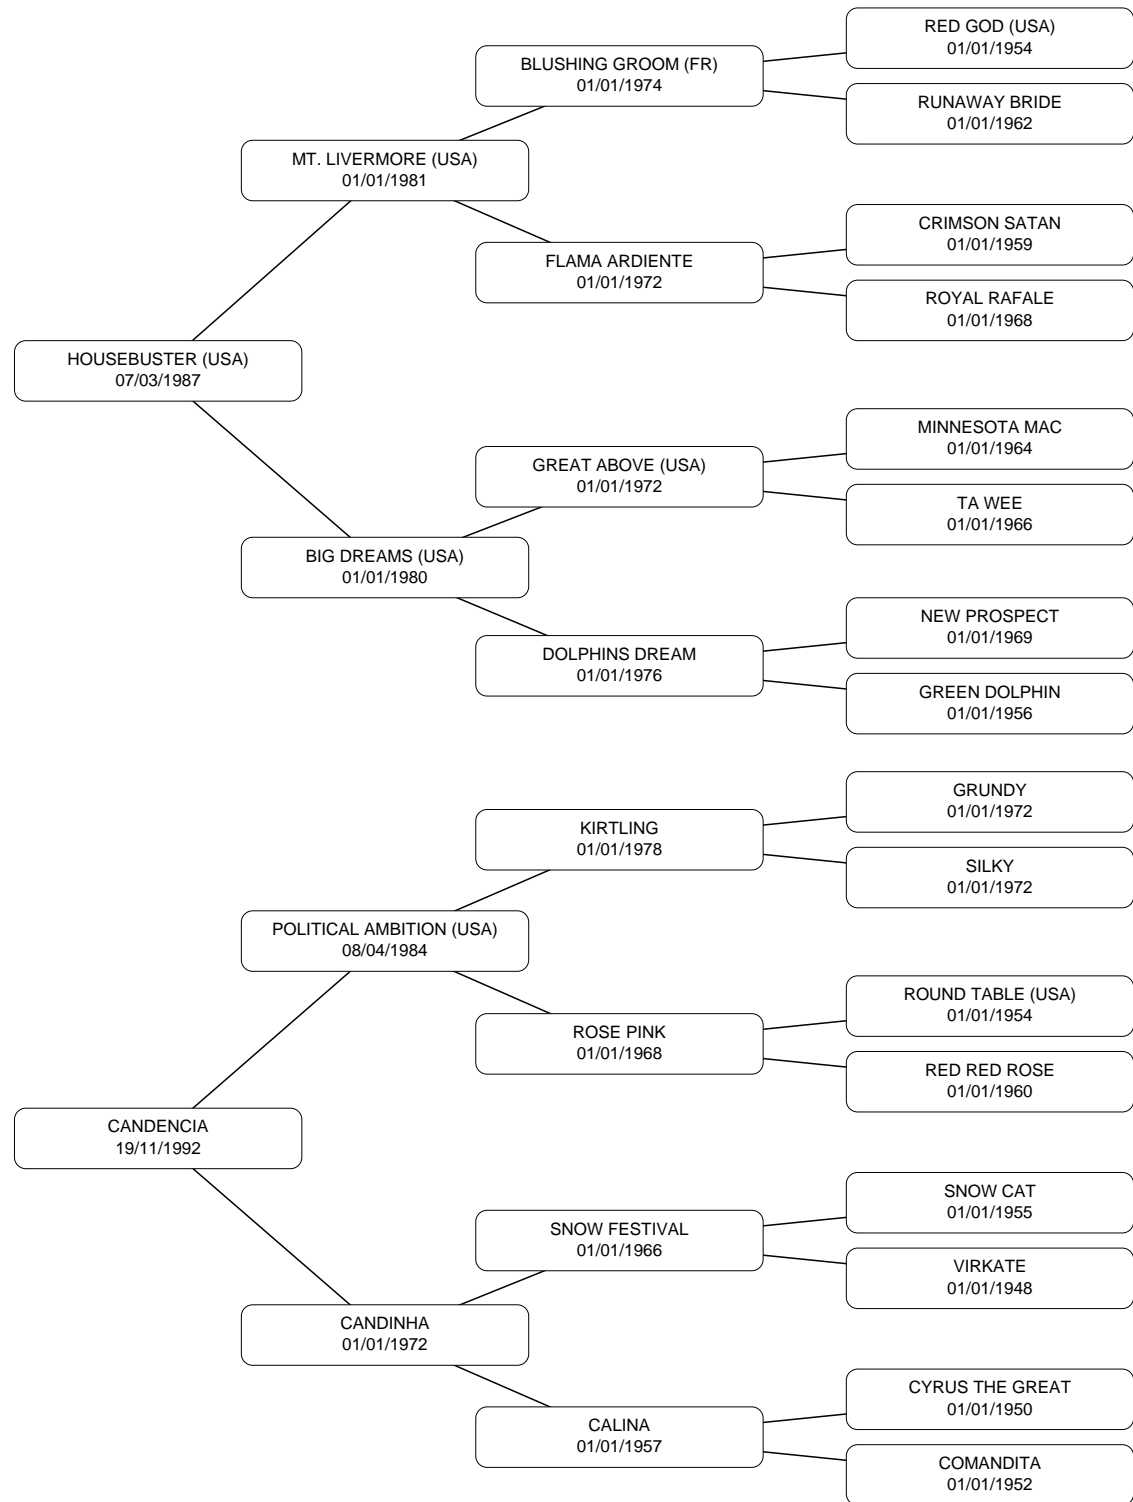 RED GOD (USA)
01/01/1954
BLUSHING GROOM (FR)
01/01/1974
RUNAWAY BRIDE
01/01/1962
MT. LIVERMORE (USA)
01/01/1981
CRIMSON SATAN
01/01/1959
FLAMA ARDIENTE
01/01/1972
ROYAL RAFALE
01/01/1968
HOUSEBUSTER (USA)
07/03/1987
MINNESOTA MAC
01/01/1964
GREAT ABOVE (USA)
01/01/1972
TA WEE
01/01/1966
BIG DREAMS (USA)
01/01/1980
NEW PROSPECT
01/01/1969
DOLPHINS DREAM
01/01/1976
GREEN DOLPHIN
01/01/1956
GRUNDY
01/01/1972
KIRTLING
01/01/1978
SILKY
01/01/1972
POLITICAL AMBITION (USA)
08/04/1984
ROUND TABLE (USA)
01/01/1954
ROSE PINK
01/01/1968
RED RED ROSE
01/01/1960
CANDENCIA
19/11/1992
SNOW CAT
01/01/1955
SNOW FESTIVAL
01/01/1966
VIRKATE
01/01/1948
CANDINHA
01/01/1972
CYRUS THE GREAT
01/01/1950
CALINA
01/01/1957
COMANDITA
01/01/1952